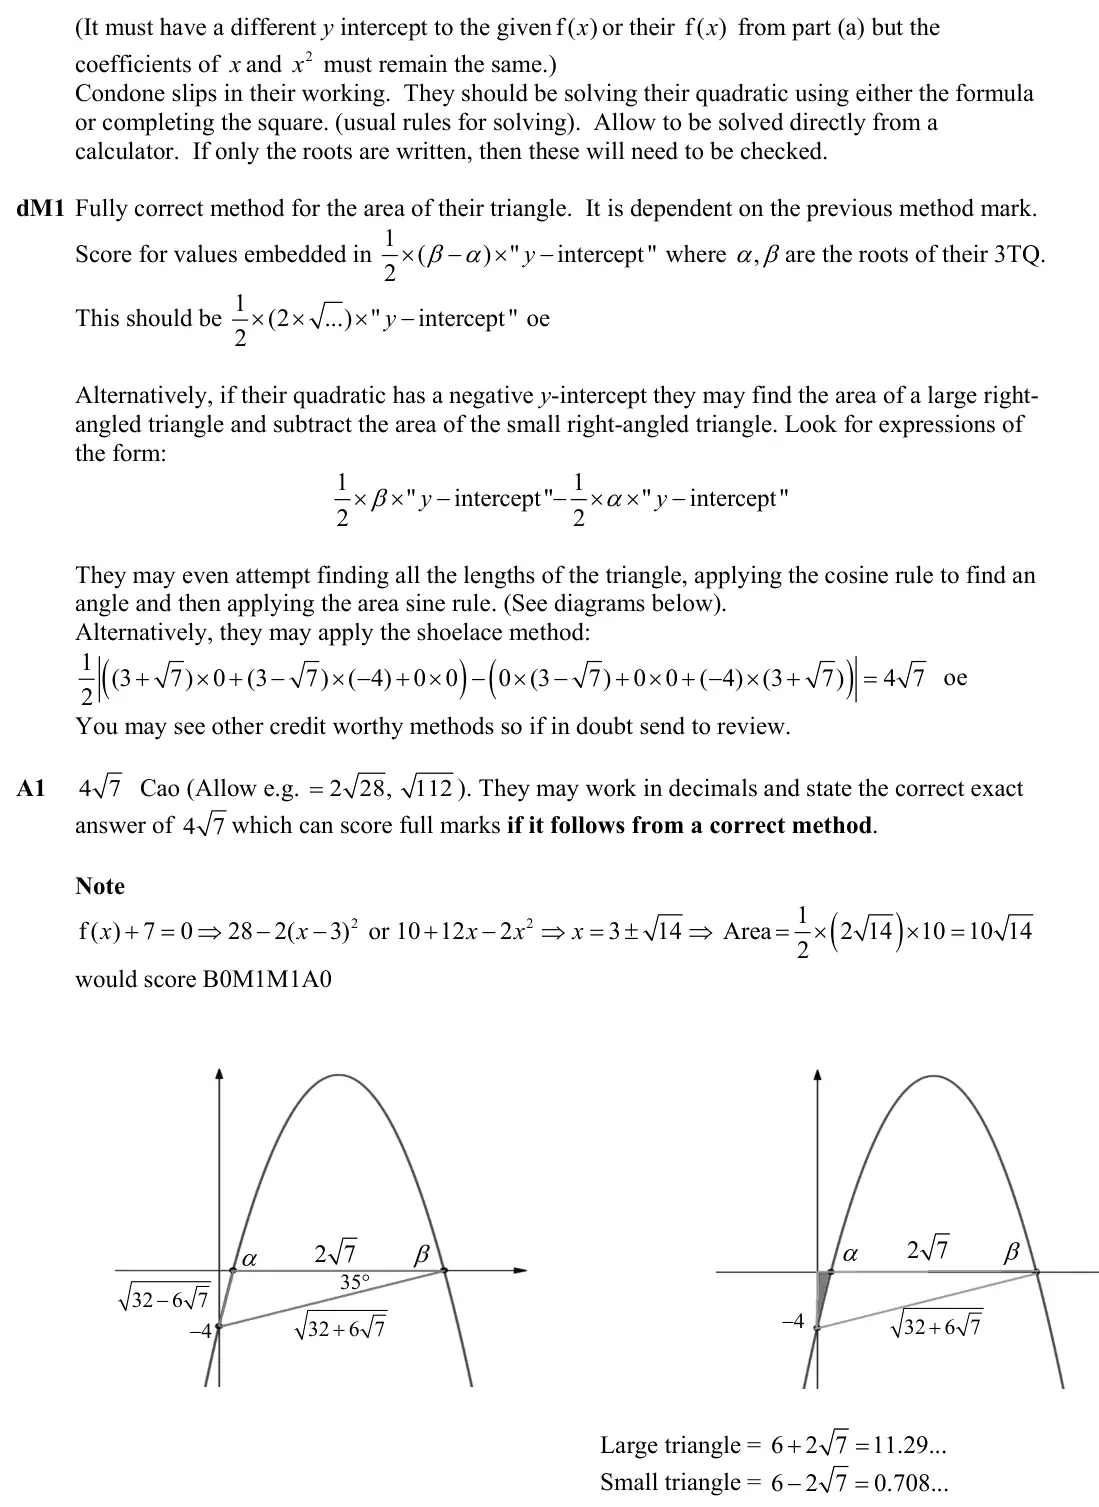 (It must have a different y intercept to the given f(x) or their f(x) from part (a) but the
coefficients of x and x² must remain the same.)
Condone slips in their working. They should be solving their quadratic using either the formula
or completing the square. (usual rules for solving). Allow to be solved directly from a
calculator. If only the roots are written, then these will need to be checked.
dM1 Fully correct method for the area of their triangle. It is dependent on the previous method mark.
Score for values embedded in 1/2 × (β − α) × "y − intercept" where α, β are the roots of their 3TQ.
This should be 1/2 × (2 × √...) × "y − intercept" oe
Alternatively, if their quadratic has a negative y-intercept they may find the area of a large right-
angled triangle and subtract the area of the small right-angled triangle. Look for expressions of
the form:
1/2 × β × "y − intercept" − 1/2 × α × "y − intercept"
They may even attempt finding all the lengths of the triangle, applying the cosine rule to find an
angle and then applying the area sine rule. (See diagrams below).
Alternatively, they may apply the shoelace method:
1/2 |((3+√7)×0+(3−√7)×(−4)+0×0)−(0×(3−√7)+0×0+(−4)×(3+√7))| = 4√7 oe
You may see other credit worthy methods so if in doubt send to review.
A1 4√7 Cao (Allow e.g. = 2√28, √112). They may work in decimals and state the correct exact
answer of 4√7 which can score full marks if it follows from a correct method.
Note
f(x)+7=0 ⇒ 28−2(x−3)² or 10+12x−2x² ⇒ x=3±√14 ⇒ Area=1/2×(2√14)×10=10√14
would score B0M1M1A0
α 2√7 β
35°
√(32−6√7)
−4
√(32+6√7)
α 2√7 β
−4
√(32+6√7)
Large triangle = 6+2√7 =11.29...
Small triangle = 6−2√7 =0.708...